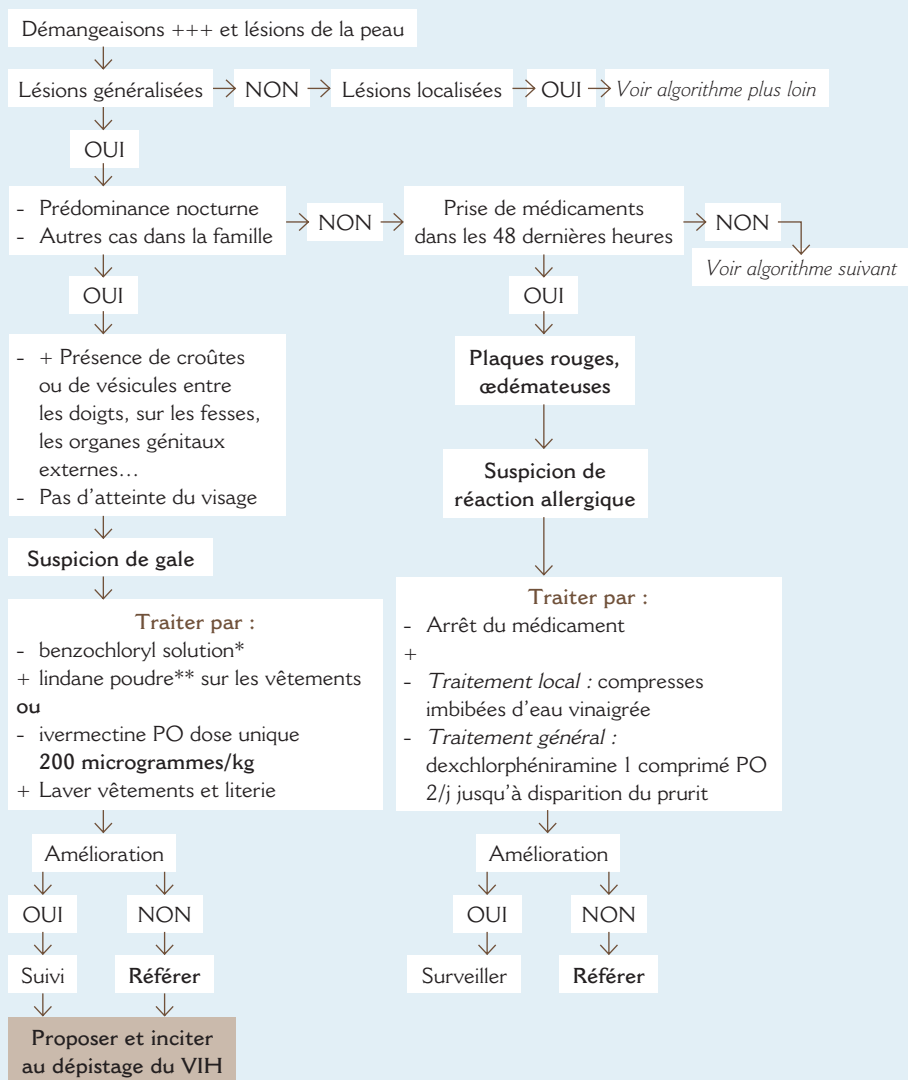 Démangeaisons +++ et lésions de la peau
Lésions généralisées
NON
Lésions localisées
OUI
Voir algorithme plus loin
OUI
- Prédominance nocturne
- Autres cas dans la famille
NON
Prise de médicaments
dans les 48 dernières heures
NON
Voir algorithme suivant
OUI
- + Présence de croûtes
ou de vésicules entre
les doigts, sur les fesses,
les organes génitaux
externes…
- Pas d'atteinte du visage
Suspicion de gale
Traiter par :
- benzochloryl solution*
+ lindane poudre** sur les vêtements
ou
- ivermectine PO dose unique
200 microgrammes/kg
+ Laver vêtements et literie
Amélioration
OUI
NON
Suivi
Référer
Proposer et inciter
au dépistage du VIH
OUI
Plaques rouges,
œdémateuses
Suspicion de
réaction allergique
Traiter par :
- Arrêt du médicament
+
- Traitement local : compresses
imbibées d'eau vinaigrée
- Traitement général :
dexchlorphéniramine 1 comprimé PO
2/j jusqu'à disparition du prurit
Amélioration
OUI
NON
Surveiller
Référer